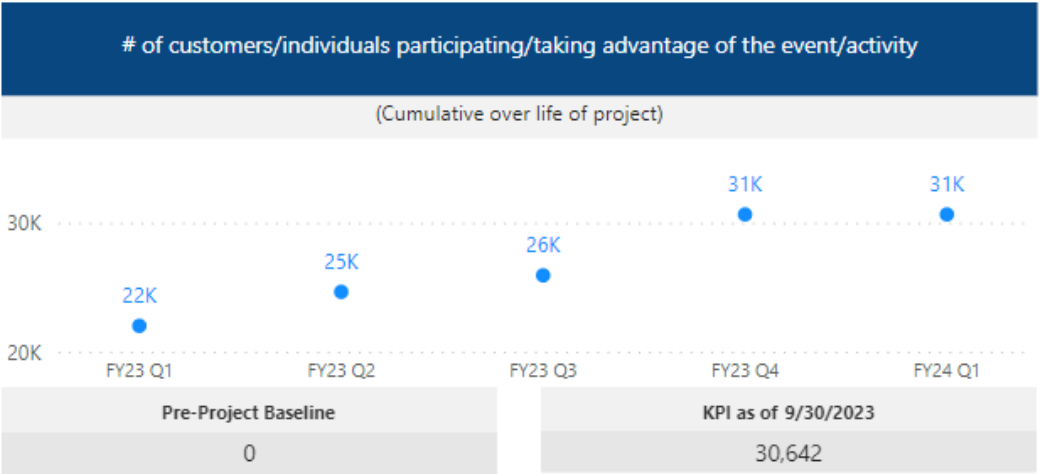 # of customers/individuals participating/taking advantage of the event/activity
(Cumulative over life of project)
31K 31K
30K
26K
25K
22K
20K
FY23 Q1 FY23 Q2 FY23 Q3 FY23 Q4 FY24 Q1
Pre-Project Baseline KPI as of 9/30/2023
0 30,642